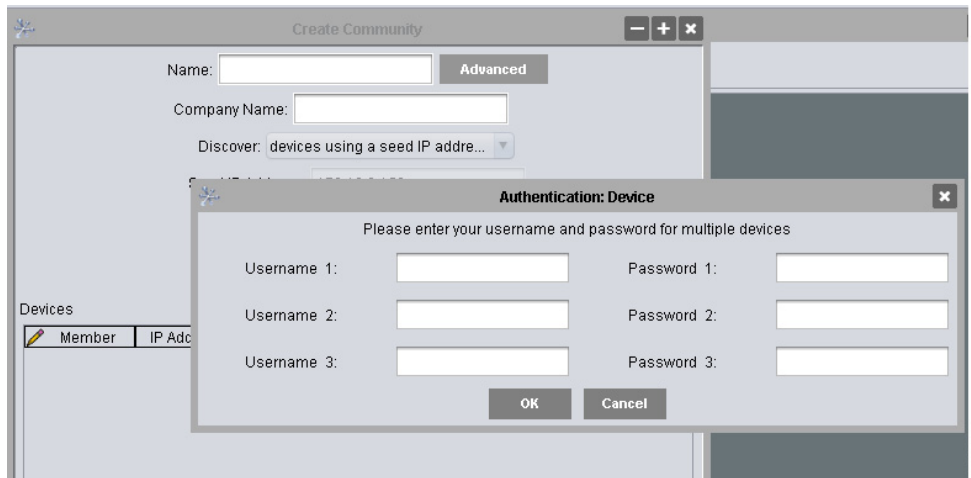 Create Community
Name: Advanced
Company Name:
Discover: devices using a seed IP addre...
Authentication: Device
Please enter your username and password for multiple devices
Username 1: Password 1:
Username 2: Password 2:
Username 3: Password 3:
OK Cancel
Devices
Member IP Add